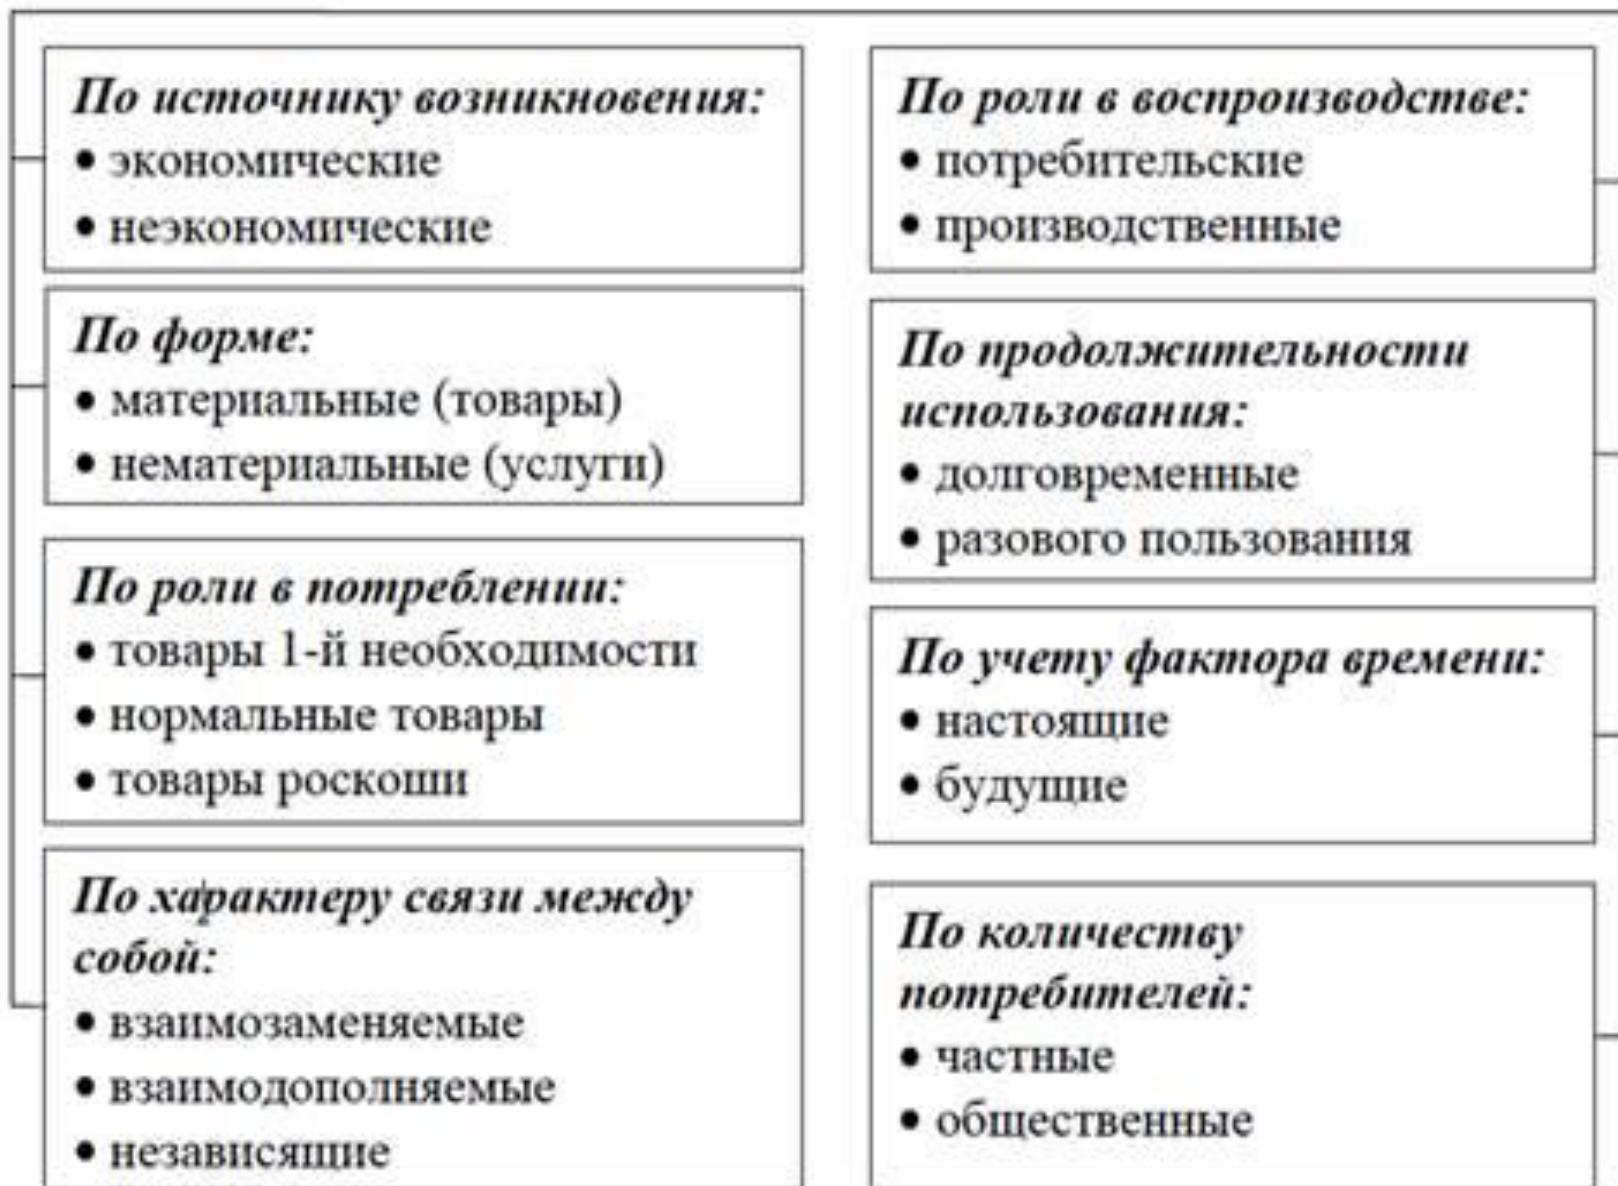 По источнику возникновения:
• экономические
• неэкономические
По форме:
• материальные (товары)
• нематериальные (услуги)
По роли в потреблении:
• товары 1-й необходимости
• нормальные товары
• товары роскоши
По характеру связи между
собой:
• взаимозаменяемые
• взаимодополняемые
• независящие
По роли в воспроизводстве:
• потребительские
• производственные
По продолжительности
использования:
• долговременные
• разового пользования
По учету фактора времени:
• настоящие
• будущие
По количеству
потребителей:
• частные
• общественные